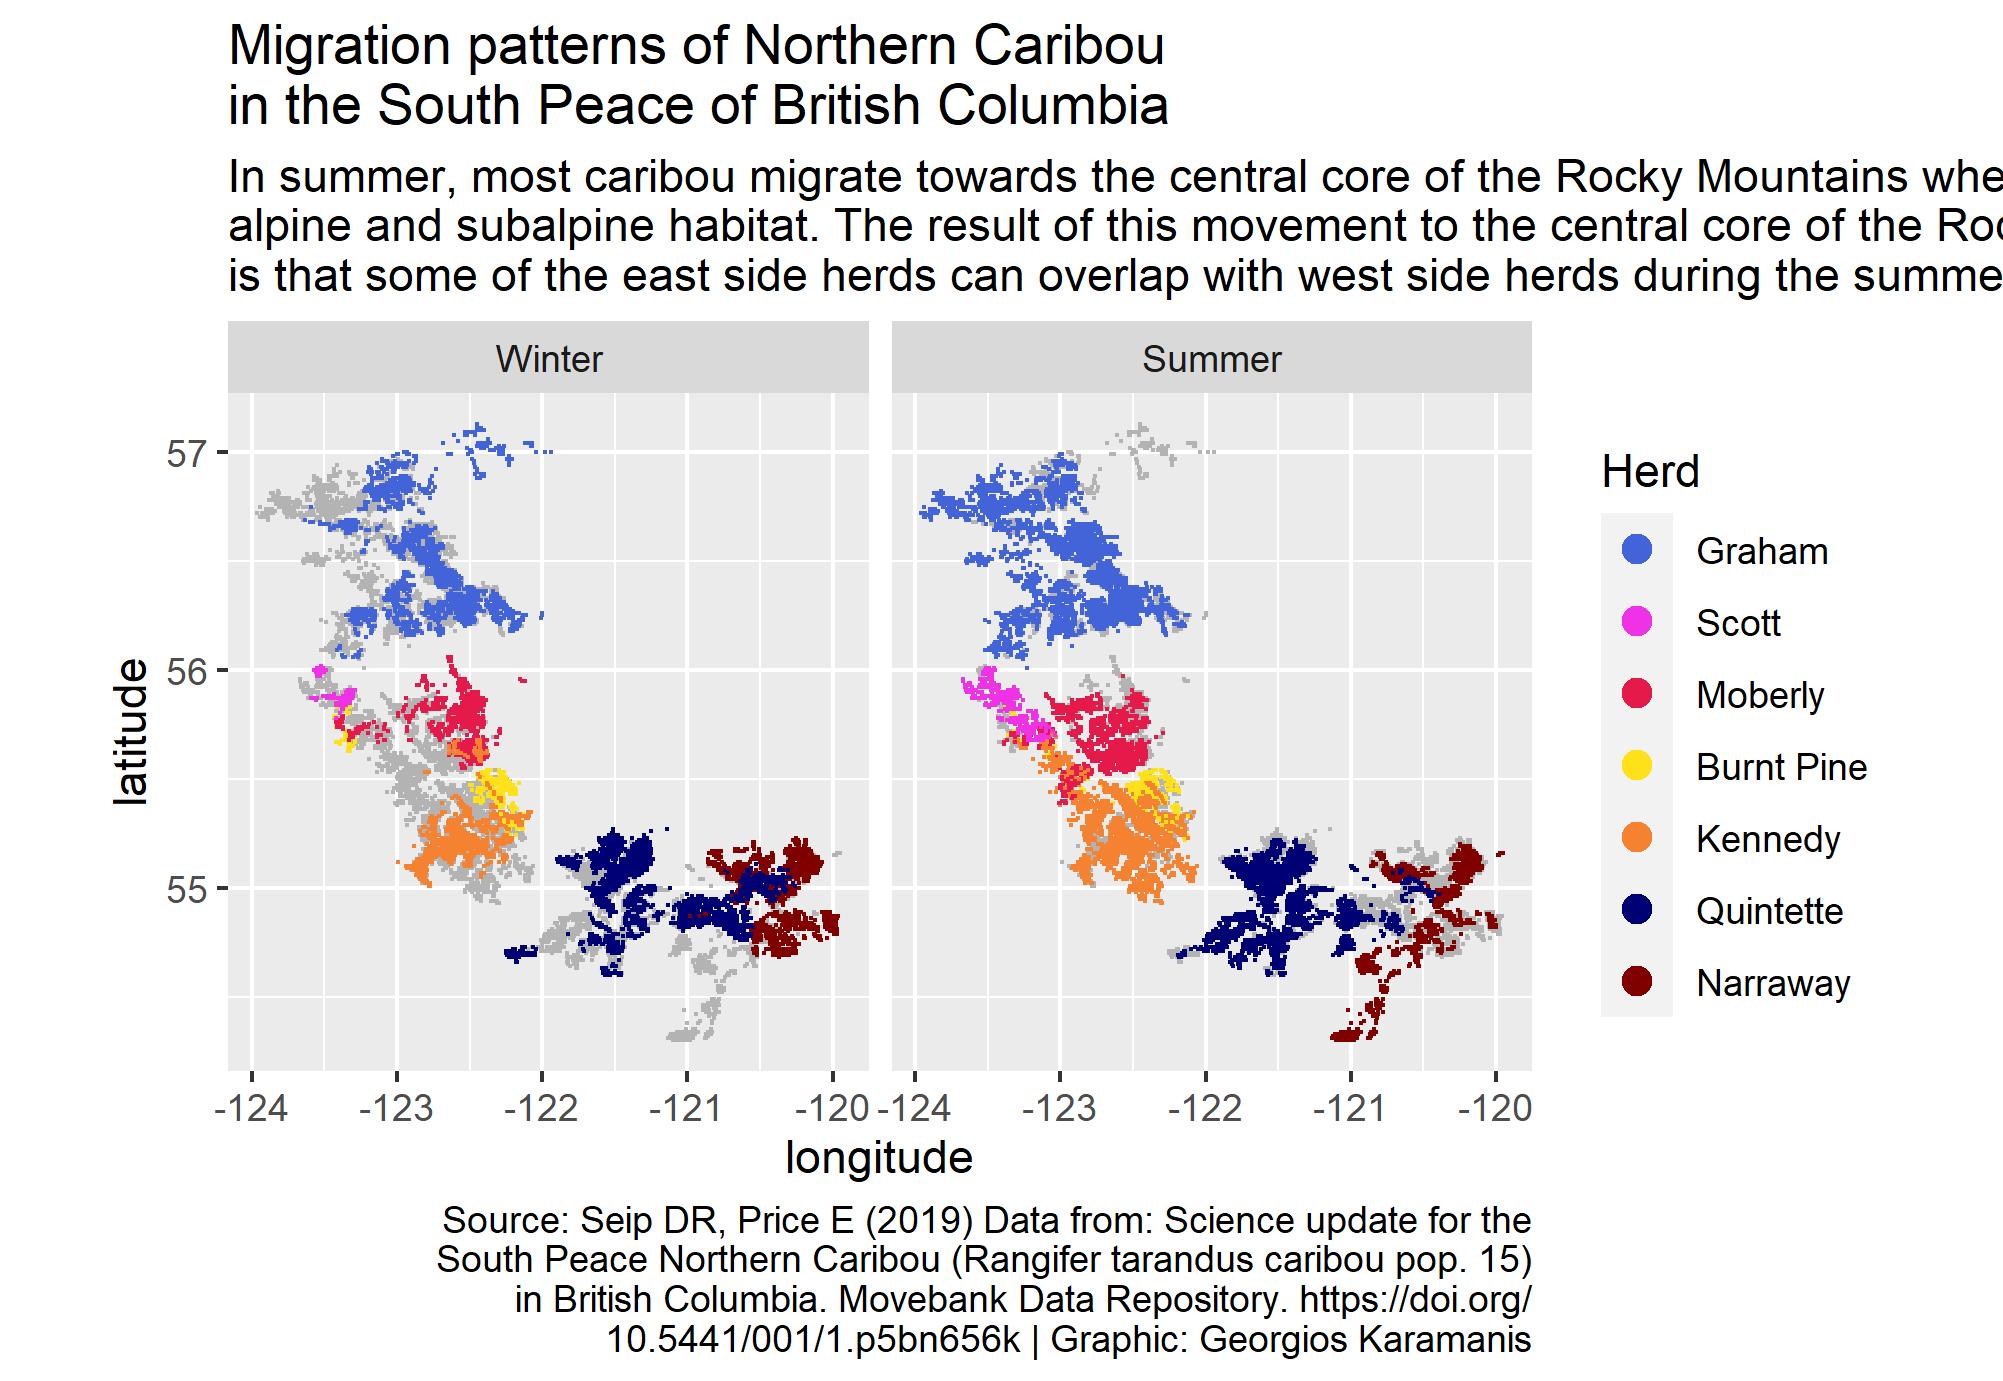 Migration patterns of Northern Caribou
in the South Peace of British Columbia
In summer, most caribou migrate towards the central core of the Rocky Mountains
alpine and subalpine habitat. The result of this movement to the central core of the
is that some of the east side herds can overlap with west side herds during the
Winter
Summer
57
56
55
latitude
-124
-123
-122
-121
-120
-124
-123
-122
-121
-120
longitude
Herd
Graham
Scott
Moberly
Burnt Pine
Kennedy
Quintette
Narraway
Source: Seip DR, Price E (2019) Data from: Science update for the
South Peace Northern Caribou (Rangifer tarandus caribou pop. 15)
in British Columbia. Movebank Data Repository. https://doi.org/
10.5441/001/1.p5bn656k | Graphic: Georgios Karamanis